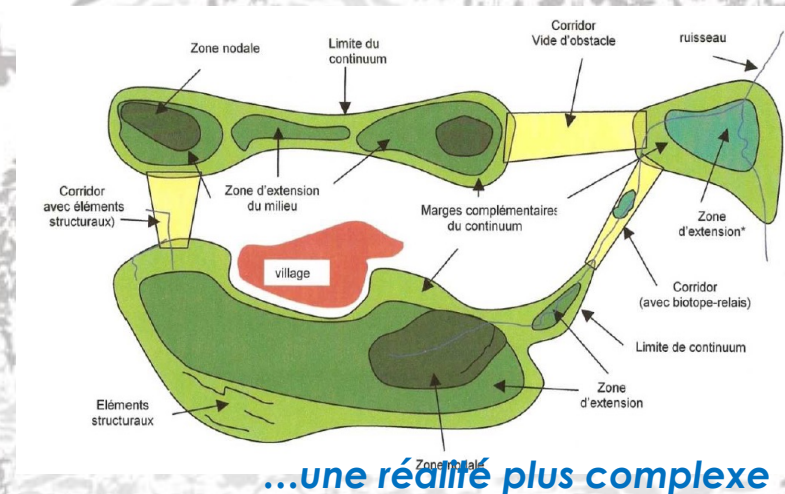 Corridor
Vide d'obstacle
ruisseau
Zone nodale
Limite du
continuum
Corridor
avec éléments
structuraux)
Zone d'extension
du milieu
Marges complémentaires
du continuum
Zone
d'extension*
village
Corridor
(avec biotope-relais)
Limite de continuum
Eléments
structuraux
Zone
d'extension
Zone nodale
...une réalité plus complexe